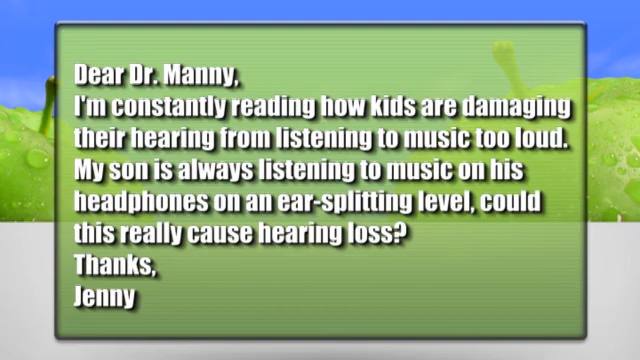 Dear Dr. Manny,
I'm constantly reading how kids are damaging
their hearing from listening to music too loud.
My son is always listening to music on his
headphones on an ear-splitting level, could
this really cause hearing loss?
Thanks,
Jenny